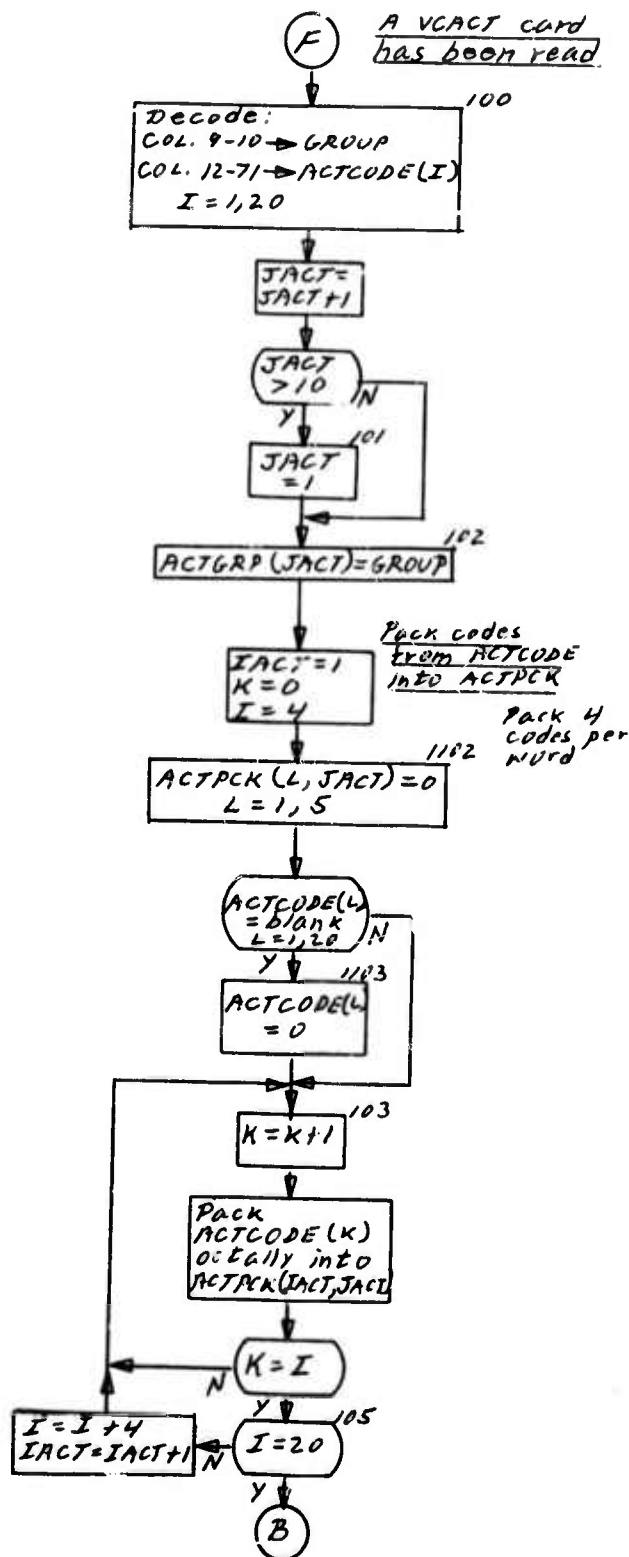 F
A VCACT card
has been read
100
Decode:
COL. 9-10→GROUP
COL. 12-71→ACTCODE(I)
I=1,20
JACT=
JACT+1
JACT
>10
N
Y
101
JACT
=1
102
ACTGRP(JACT)=GROUP
Pack codes
from ACTCODE
into ACTPCK
IACT=1
K=0
I=4
Pack 4
codes per
word
1102
ACTPCK(L,JACT)=0
L=1,5
ACTCODE(L)
=blank
L=1,20
N
Y
1103
ACTCODE(L)
=0
103
K=K+1
Pack
ACTCODE(K)
octally into
ACTPCK(IACT,JACT)
K=I
N
Y
105
I=I+4
IACT=IACT+1
N
I=20
Y
B